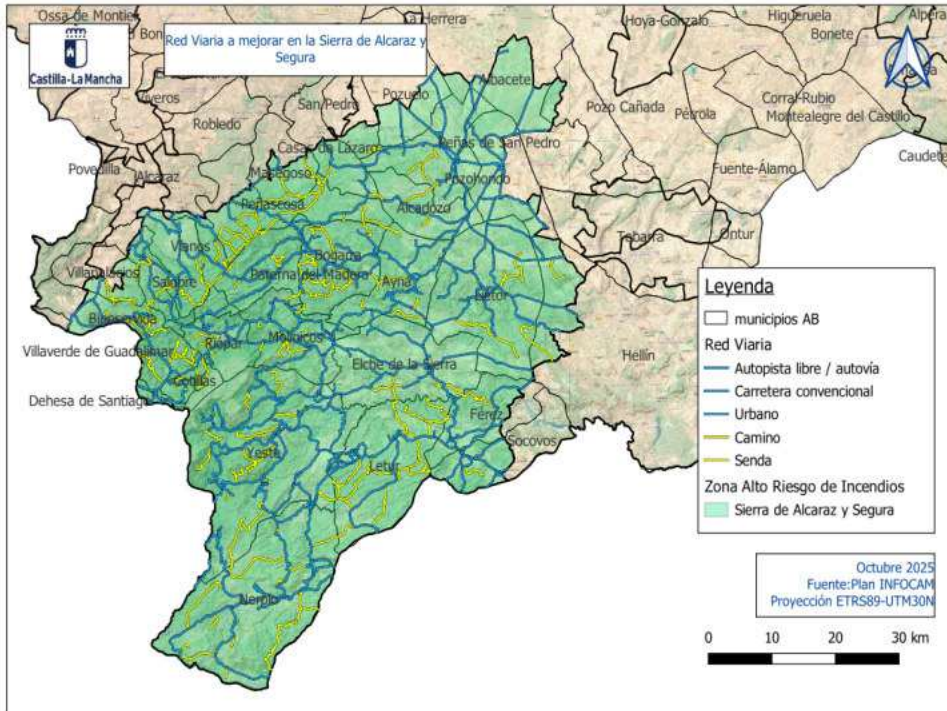 Ossa de Montiel
La Herrera
Hoya-Gonzalo
Higueruela
Bonete
Castilla-La Mancha
Red Viaria a mejorar en la Sierra de Alcaraz y
Segura
Albacete
Viveros
San Pedro
Pozuelo
Pozo Cañada
Pétrola
Corral-Rubio
Montealegre del Castillo
Robledo
Casas de Lázaro
Peñas de San Pedro
Caudete
Povedilla
Alcaraz
Masegoso
Pozohondo
Fuente-Álamo
Peñascosa
Alcadozo
Vianos
Bogarra
Tobarra
Ontur
Villapalacios
Salobre
Paterna del Madera
Ayna
Liétor
Bienservida
Villaverde de Guadalimar
Riópar
Molinicos
Hellín
Elche de la Sierra
Cotillas
Dehesa de Santiago
Férez
Socovos
Yeste
Letur
Nerpio
Leyenda
municipios AB
Red Viaria
Autopista libre / autovía
Carretera convencional
Urbano
Camino
Senda
Zona Alto Riesgo de Incendios
Sierra de Alcaraz y Segura
Octubre 2025
Fuente:Plan INFOCAM
Proyección ETRS89-UTM30N
0 10 20 30 km